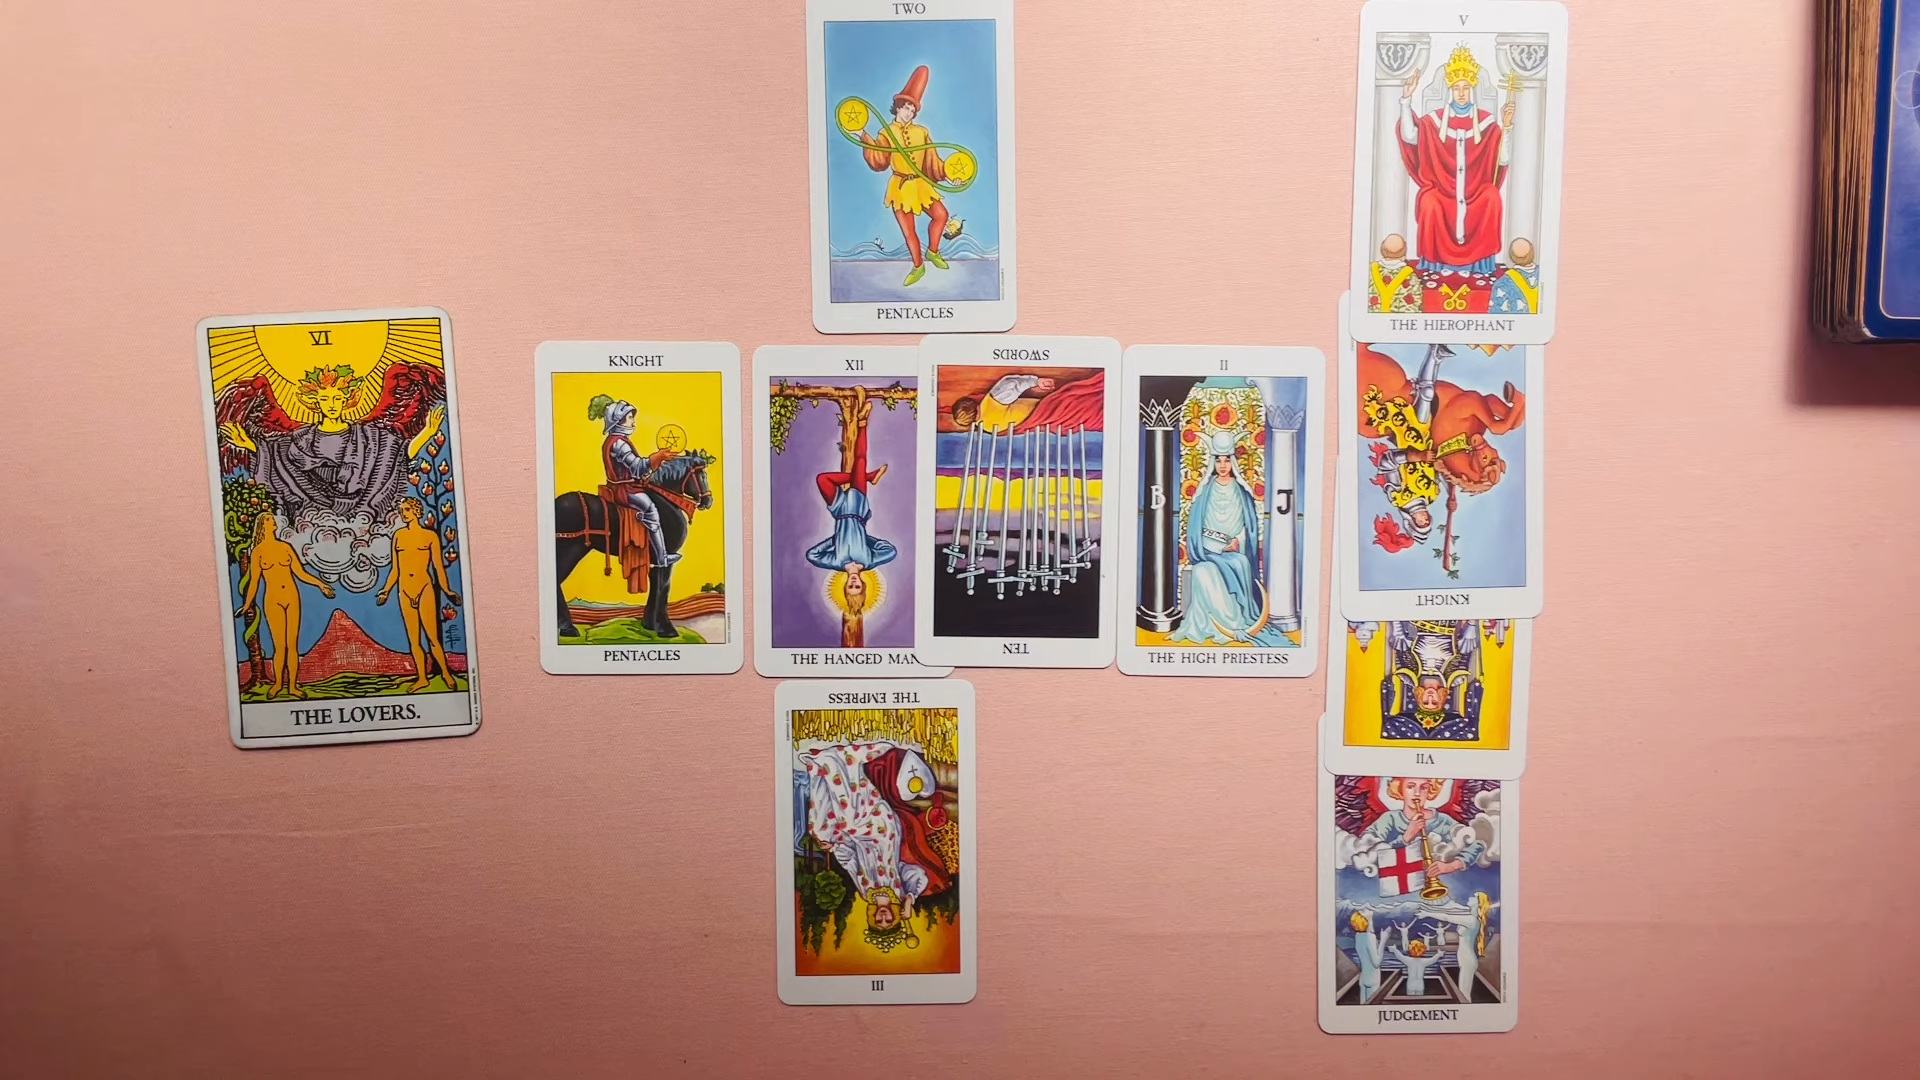 VI
THE LOVERS.
KNIGHT
PENTACLES
TWO
PENTACLES
XII
THE HANGED MAN
SWORDS
TEN
THE EMPRESS
III
II
B
J
THE HIGH PRIESTESS
V
THE HIEROPHANT
KNIGHT
VII
JUDGEMENT